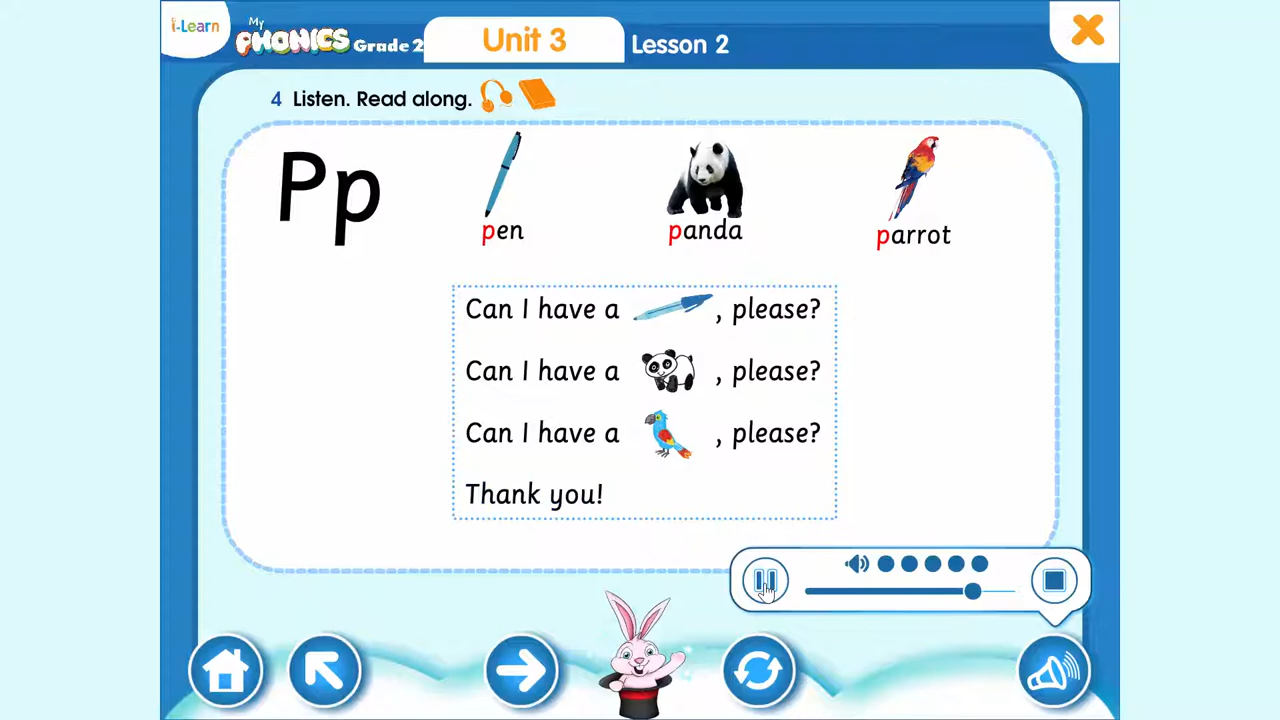 i-Learn
My
PHONICS Grade 2
Unit 3
Lesson 2
4 Listen. Read along.
Pp
pen
panda
parrot
Can I have a , please?
Can I have a , please?
Can I have a , please?
Thank you!